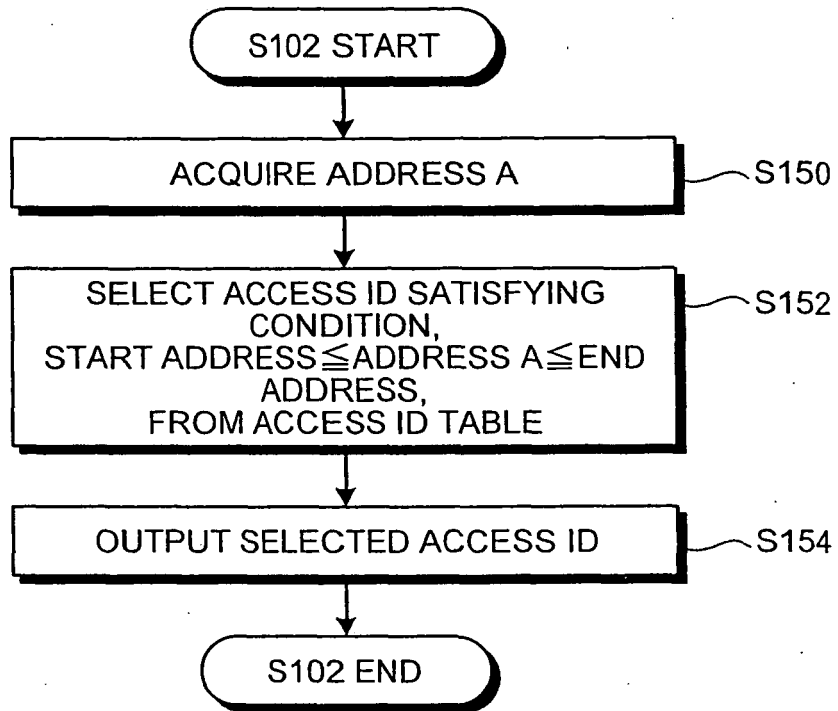 S102 START
ACQUIRE ADDRESS A
S150
SELECT ACCESS ID SATISFYING
CONDITION,
START ADDRESS≦ADDRESS A≦END
ADDRESS,
FROM ACCESS ID TABLE
S152
OUTPUT SELECTED ACCESS ID
S154
S102 END